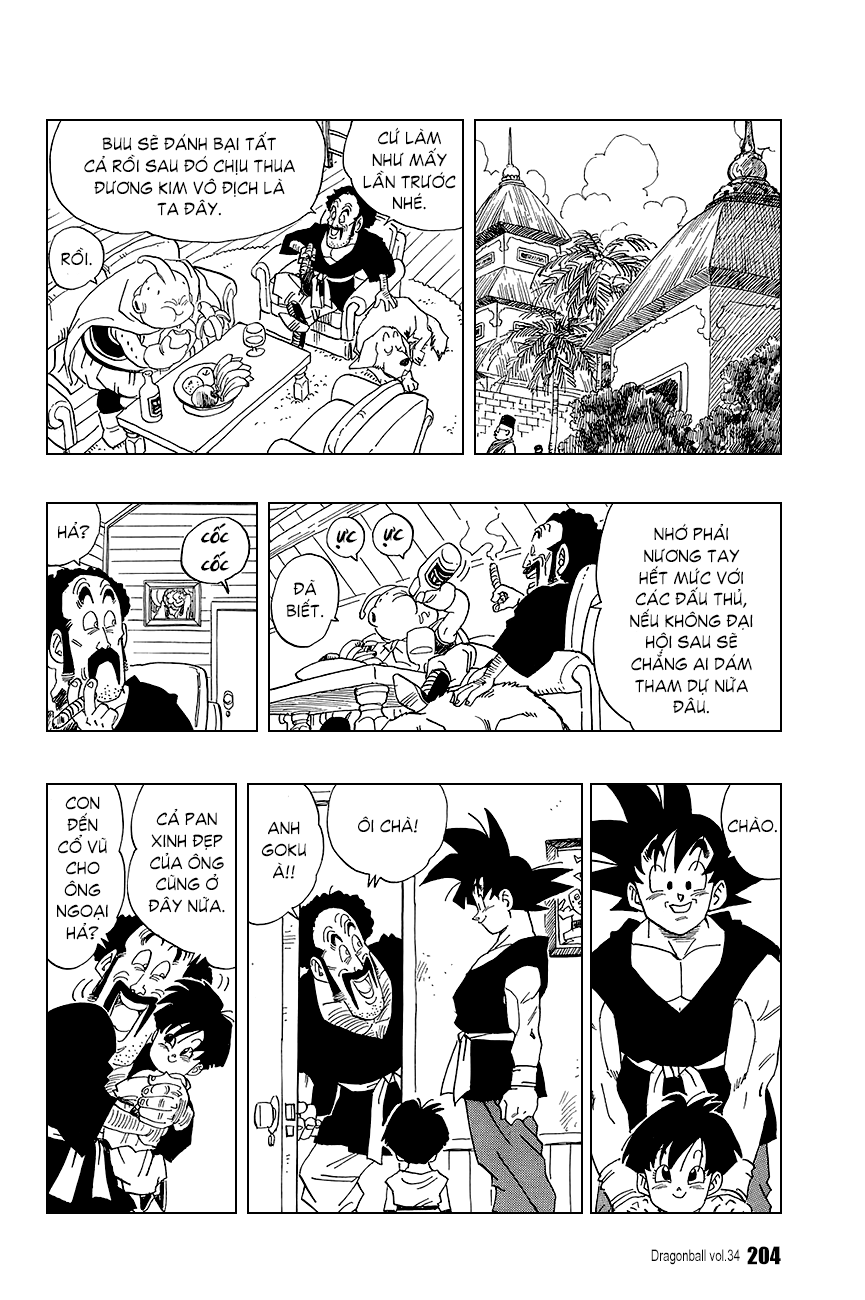 CỨ LÀM
NHƯ MẤY
LẦN TRƯỚC
NHÉ.
BUU SẼ ĐÁNH BẠI TẤT
CẢ RỒI SAU ĐÓ CHỊU THUA
ĐƯƠNG KIM VÔ ĐỊCH LÀ
TA ĐÂY.
RỒI.
NHỚ PHẢI
NƯƠNG TAY
HẾT MỨC VỚI
CÁC ĐẤU THỦ,
NẾU KHÔNG ĐẠI
HỘI SAU SẼ
CHẲNG AI DÁM
THAM DỰ NỮA
ĐÂU.
ỰC
ỰC
ĐÃ
BIẾT.
CỐC
CỐC
HẢ?
CHÀO.
ÔI CHÀ!
ANH
GOKU
À!!
CẢ PAN
XINH ĐẸP
CỦA ÔNG
CŨNG Ở
ĐÂY NỮA.
CON
ĐẾN
CỔ VŨ
CHO
ÔNG
NGOẠI
HẢ?
Dragonball vol.34 204